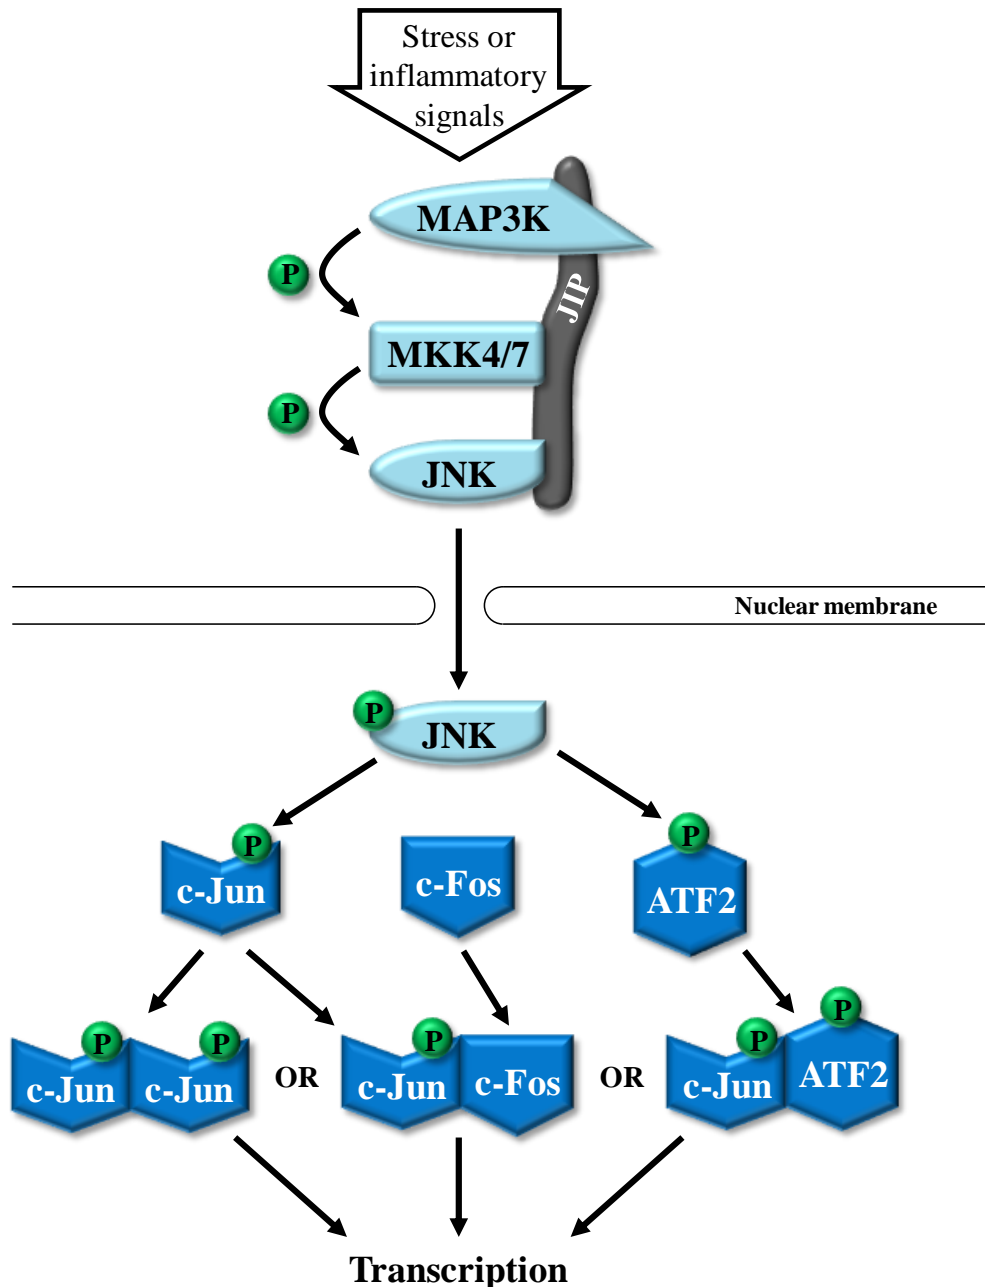 Stress or
inflammatory
signals
MAP3K
P
JIP
MKK4/7
P
JNK
Nuclear membrane
P
JNK
P
c-Jun
c-Fos
P
ATF2
P
P
c-Jun
c-Jun
OR
P
c-Jun
c-Fos
OR
P
P
c-Jun
ATF2
Transcription